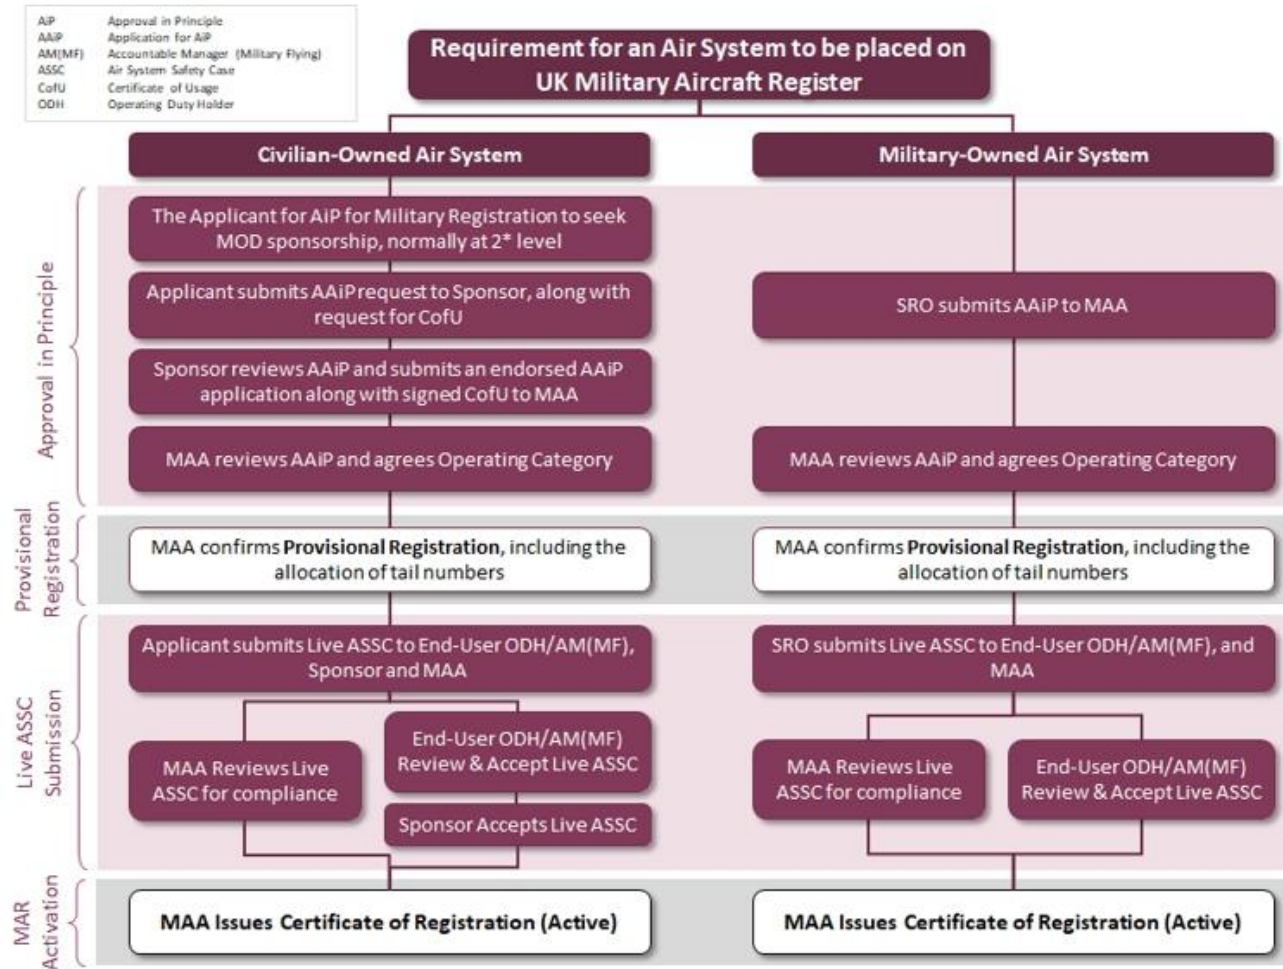 AiP Approval in Principle
AAiP Application for AiP
AM(MF) Accountable Manager (Military Flying)
ASSC Air System Safety Case
CofU Certificate of Usage
ODH Operating Duty Holder
Requirement for an Air System to be placed on
UK Military Aircraft Register
Civilian-Owned Air System
Military-Owned Air System
Approval in Principle
The Applicant for AiP for Military Registration to seek
MOD sponsorship, normally at 2* level
Applicant submits AAiP request to Sponsor, along with
request for CofU
SRO submits AAiP to MAA
Sponsor reviews AAiP and submits an endorsed AAiP
application along with signed CofU to MAA
MAA reviews AAiP and agrees Operating Category
MAA reviews AAiP and agrees Operating Category
Provisional
Registration
MAA confirms Provisional Registration, including the
allocation of tail numbers
MAA confirms Provisional Registration, including the
allocation of tail numbers
Live ASSC
Submission
Applicant submits Live ASSC to End-User ODH/AM(MF),
Sponsor and MAA
SRO submits Live ASSC to End-User ODH/AM(MF), and
MAA
MAA Reviews Live
ASSC for compliance
End-User ODH/AM(MF)
Review & Accept Live ASSC
Sponsor Accepts Live ASSC
MAA Reviews Live
ASSC for compliance
End-User ODH/AM(MF)
Review & Accept Live ASSC
MAR
Activation
MAA Issues Certificate of Registration (Active)
MAA Issues Certificate of Registration (Active)